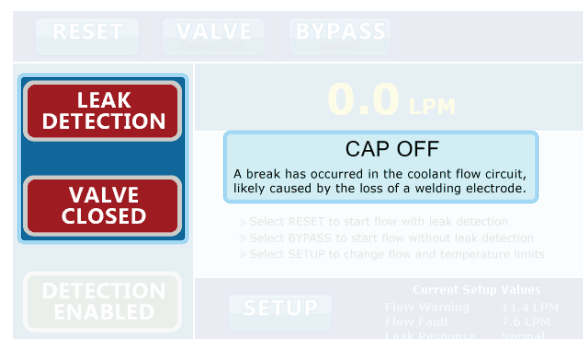 RESET VALVE BYPASS
LEAK
DETECTION
0.0 LPM
CAP OFF
A break has occurred in the coolant flow circuit,
likely caused by the loss of a welding electrode.
VALVE
CLOSED
» Select RESET to start flow with leak detection
» Select BYPASS to start flow without leak detection
» Select SETUP to change flow and temperature limits
DETECTION
ENABLED
SETUP
Current Setup Values
Flow Warning 11.4 LPM
Flow Fault 7.6 LPM
Leak Response Normal